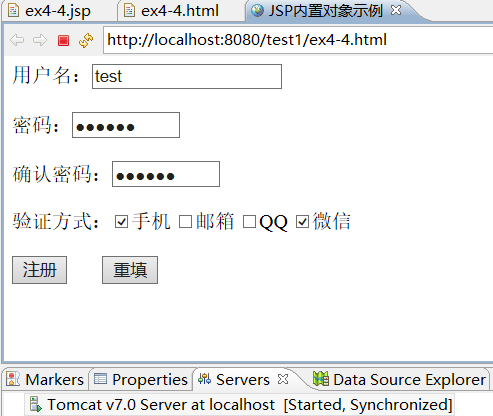 ex4-4.jsp ex4-4.html JSP内置对象示例
http://localhost:8080/test1/ex4-4.html
用户名：test
密码：●●●●●●
确认密码：●●●●●●
验证方式：手机 邮箱 QQ 微信
注册 重填
Markers Properties Servers Data Source Explorer
Tomcat v7.0 Server at localhost [Started, Synchronized]